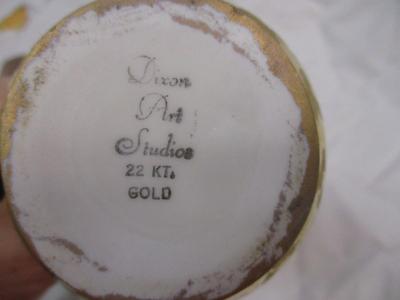 Dixon
Art
Studios
22 KT.
GOLD